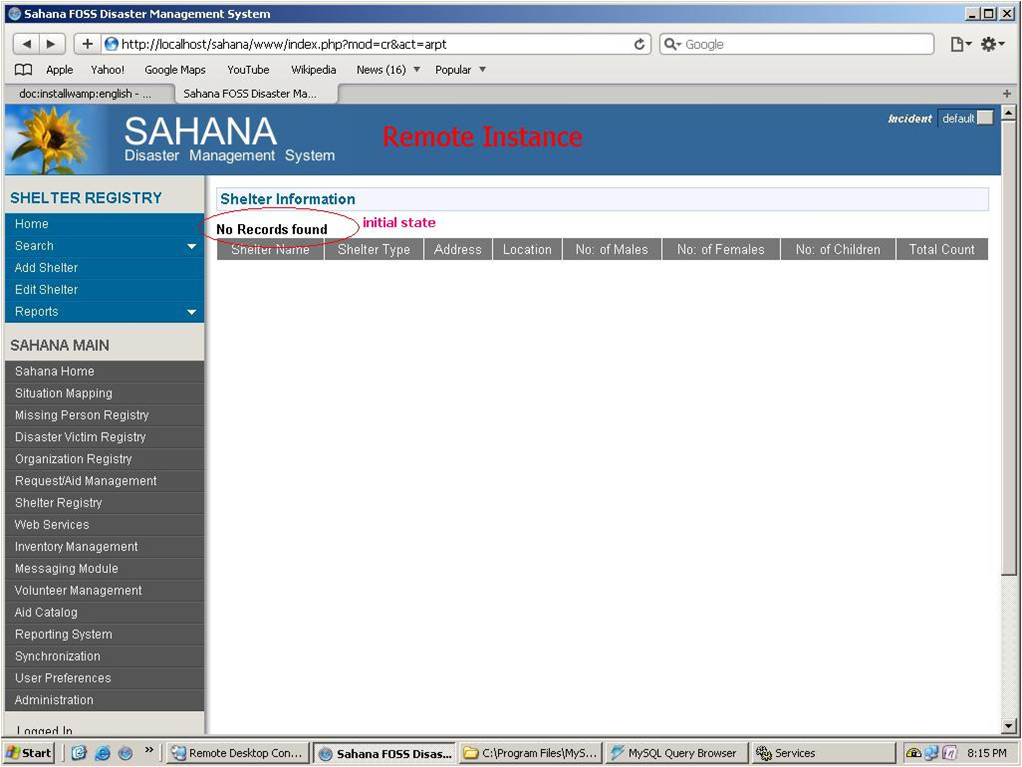 Sahana FOSS Disaster Management System
http://localhost/sahana/www/index.php?mod=cr&act=arpt
Google
Apple Yahoo! Google Maps YouTube Wikipedia News (16) Popular
doc:installwamp:english - ... Sahana FOSS Disaster Ma...
SAHANA
Disaster Management System
Remote Instance
Incident default
SHELTER REGISTRY
Home
Search
Add Shelter
Edit Shelter
Reports
SAHANA MAIN
Sahana Home
Situation Mapping
Missing Person Registry
Disaster Victim Registry
Organization Registry
Request/Aid Management
Shelter Registry
Web Services
Inventory Management
Messaging Module
Volunteer Management
Aid Catalog
Reporting System
Synchronization
User Preferences
Administration
Logged In
Shelter Information
No Records found
initial state
Shelter Name Shelter Type Address Location No: of Males No: of Females No: of Children Total Count
Start » Remote Desktop Con... Sahana FOSS Disas... C:\Program Files\MyS... MySQL Query Browser Services 8:15 PM